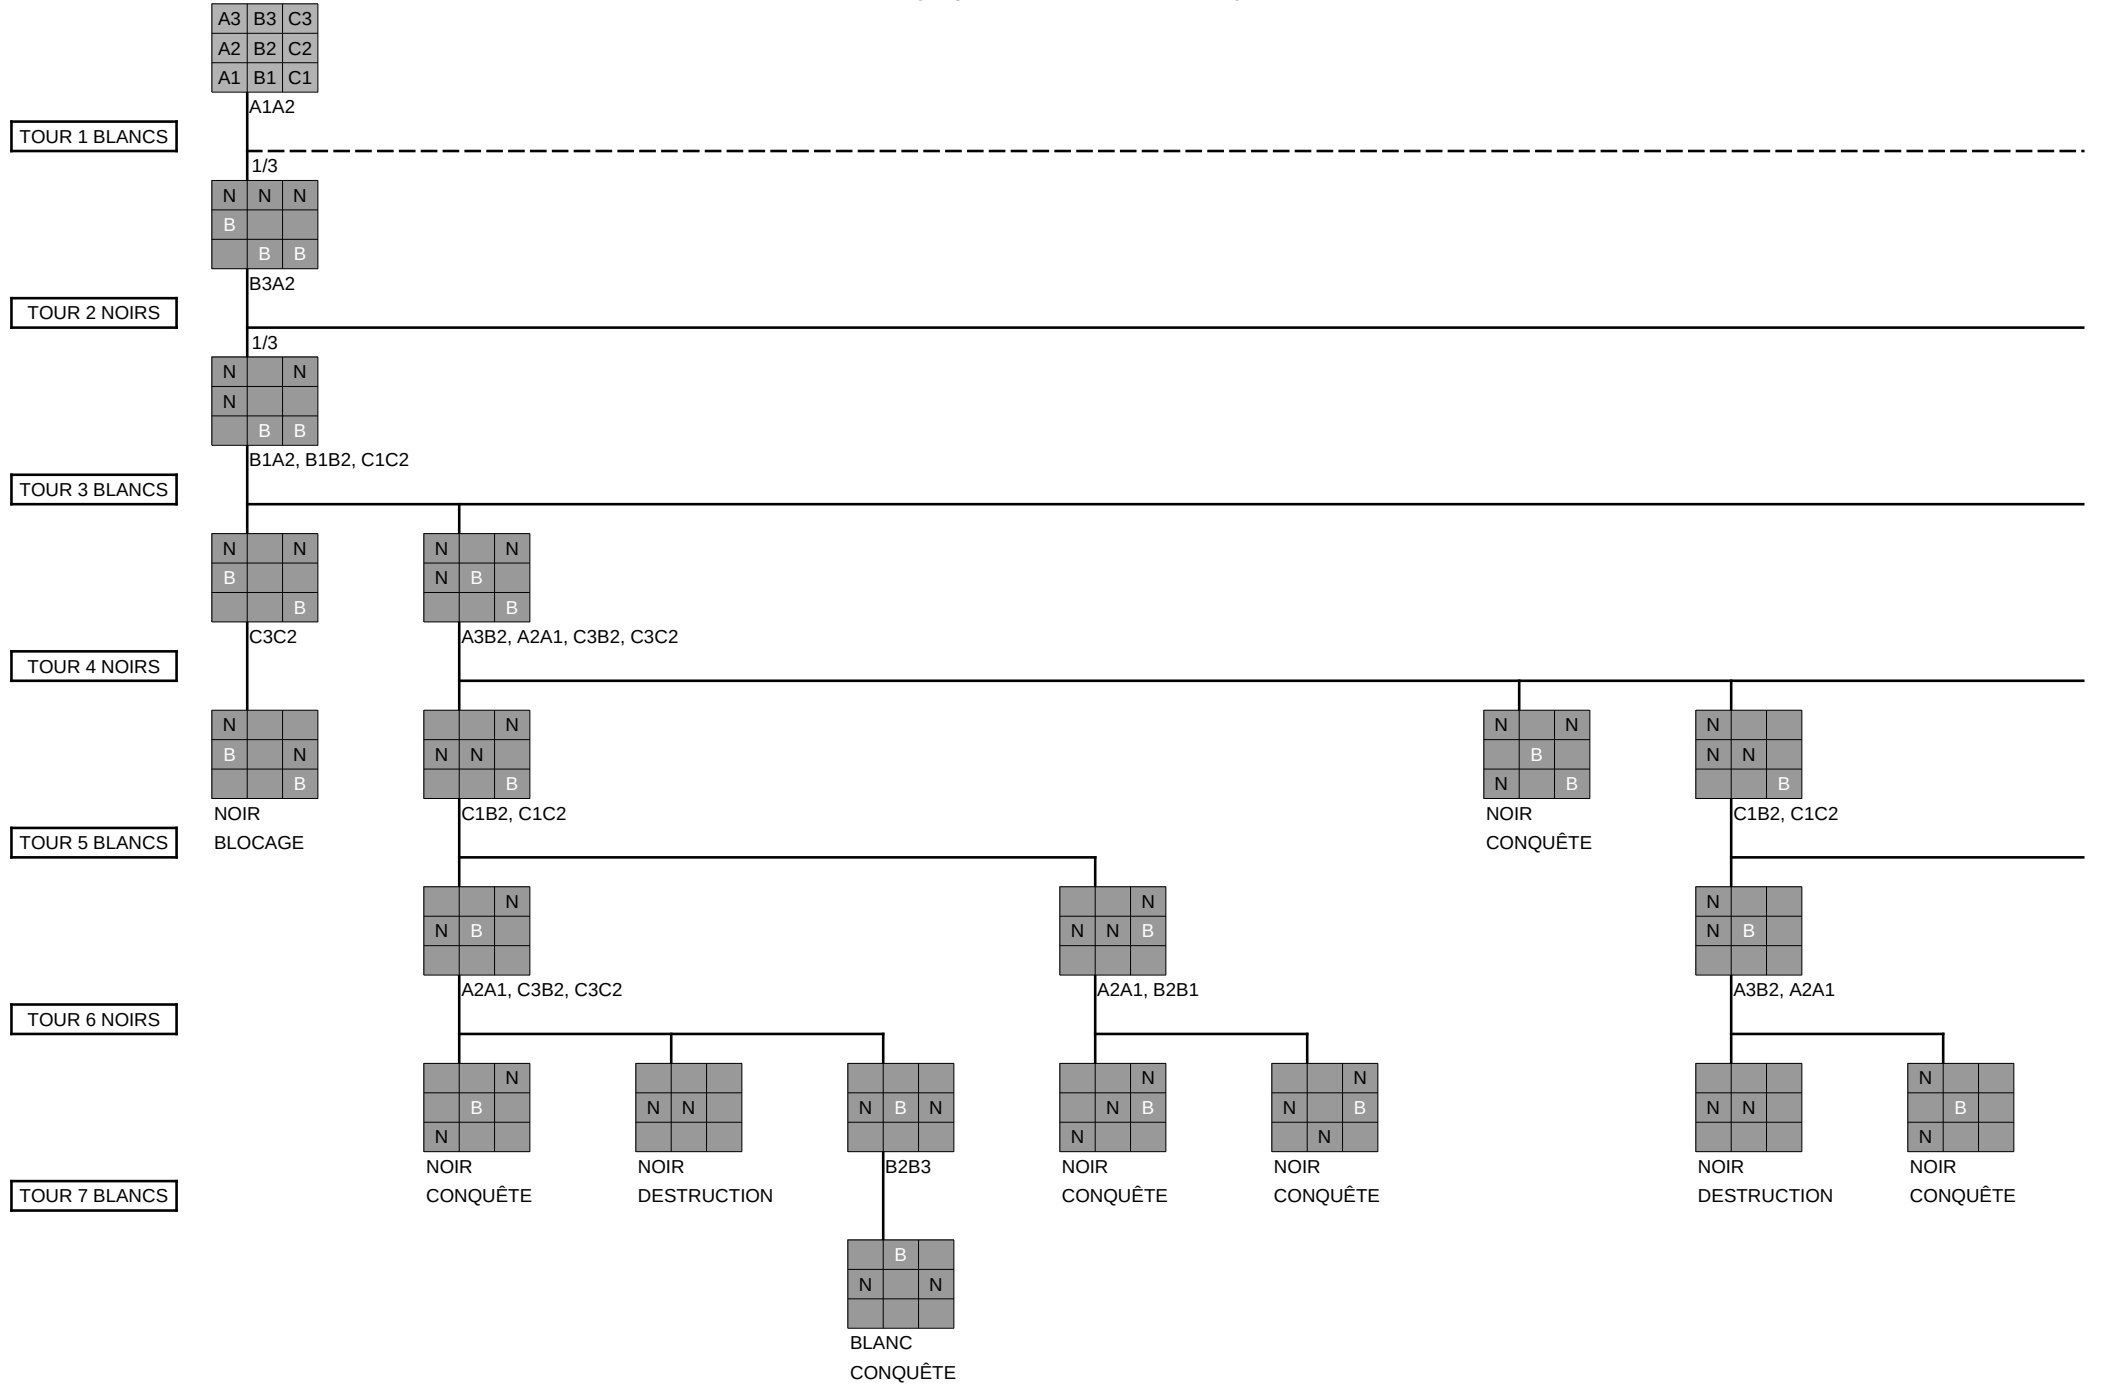 A3 B3 C3
A2 B2 C2
A1 B1 C1
A1A2
TOUR 1 BLANCS
1/3
N N N
B
B B
B3A2
TOUR 2 NOIRS
1/3
N N
N
B B
B1A2, B1B2, C1C2
TOUR 3 BLANCS
N N N N
B N B
B B
C3C2 A3B2, A2A1, C3B2, C3C2
TOUR 4 NOIRS
N N N N N
B N N N B N N
B B N B B
NOIR C1B2, C1C2 NOIR C1B2, C1C2
TOUR 5 BLANCS BLOCAGE CONQUÊTE
N N N
N B N N B N B
A2A1, C3B2, C3C2 A2A1, B2B1 A3B2, A2A1
TOUR 6 NOIRS
N N N N
B N N N B N N B N B N N B
N N N N
NOIR NOIR B2B3 NOIR NOIR NOIR NOIR
TOUR 7 BLANCS CONQUÊTE DESTRUCTION CONQUÊTE CONQUÊTE DESTRUCTION CONQUÊTE
B
N N
BLANC
CONQUÊTE